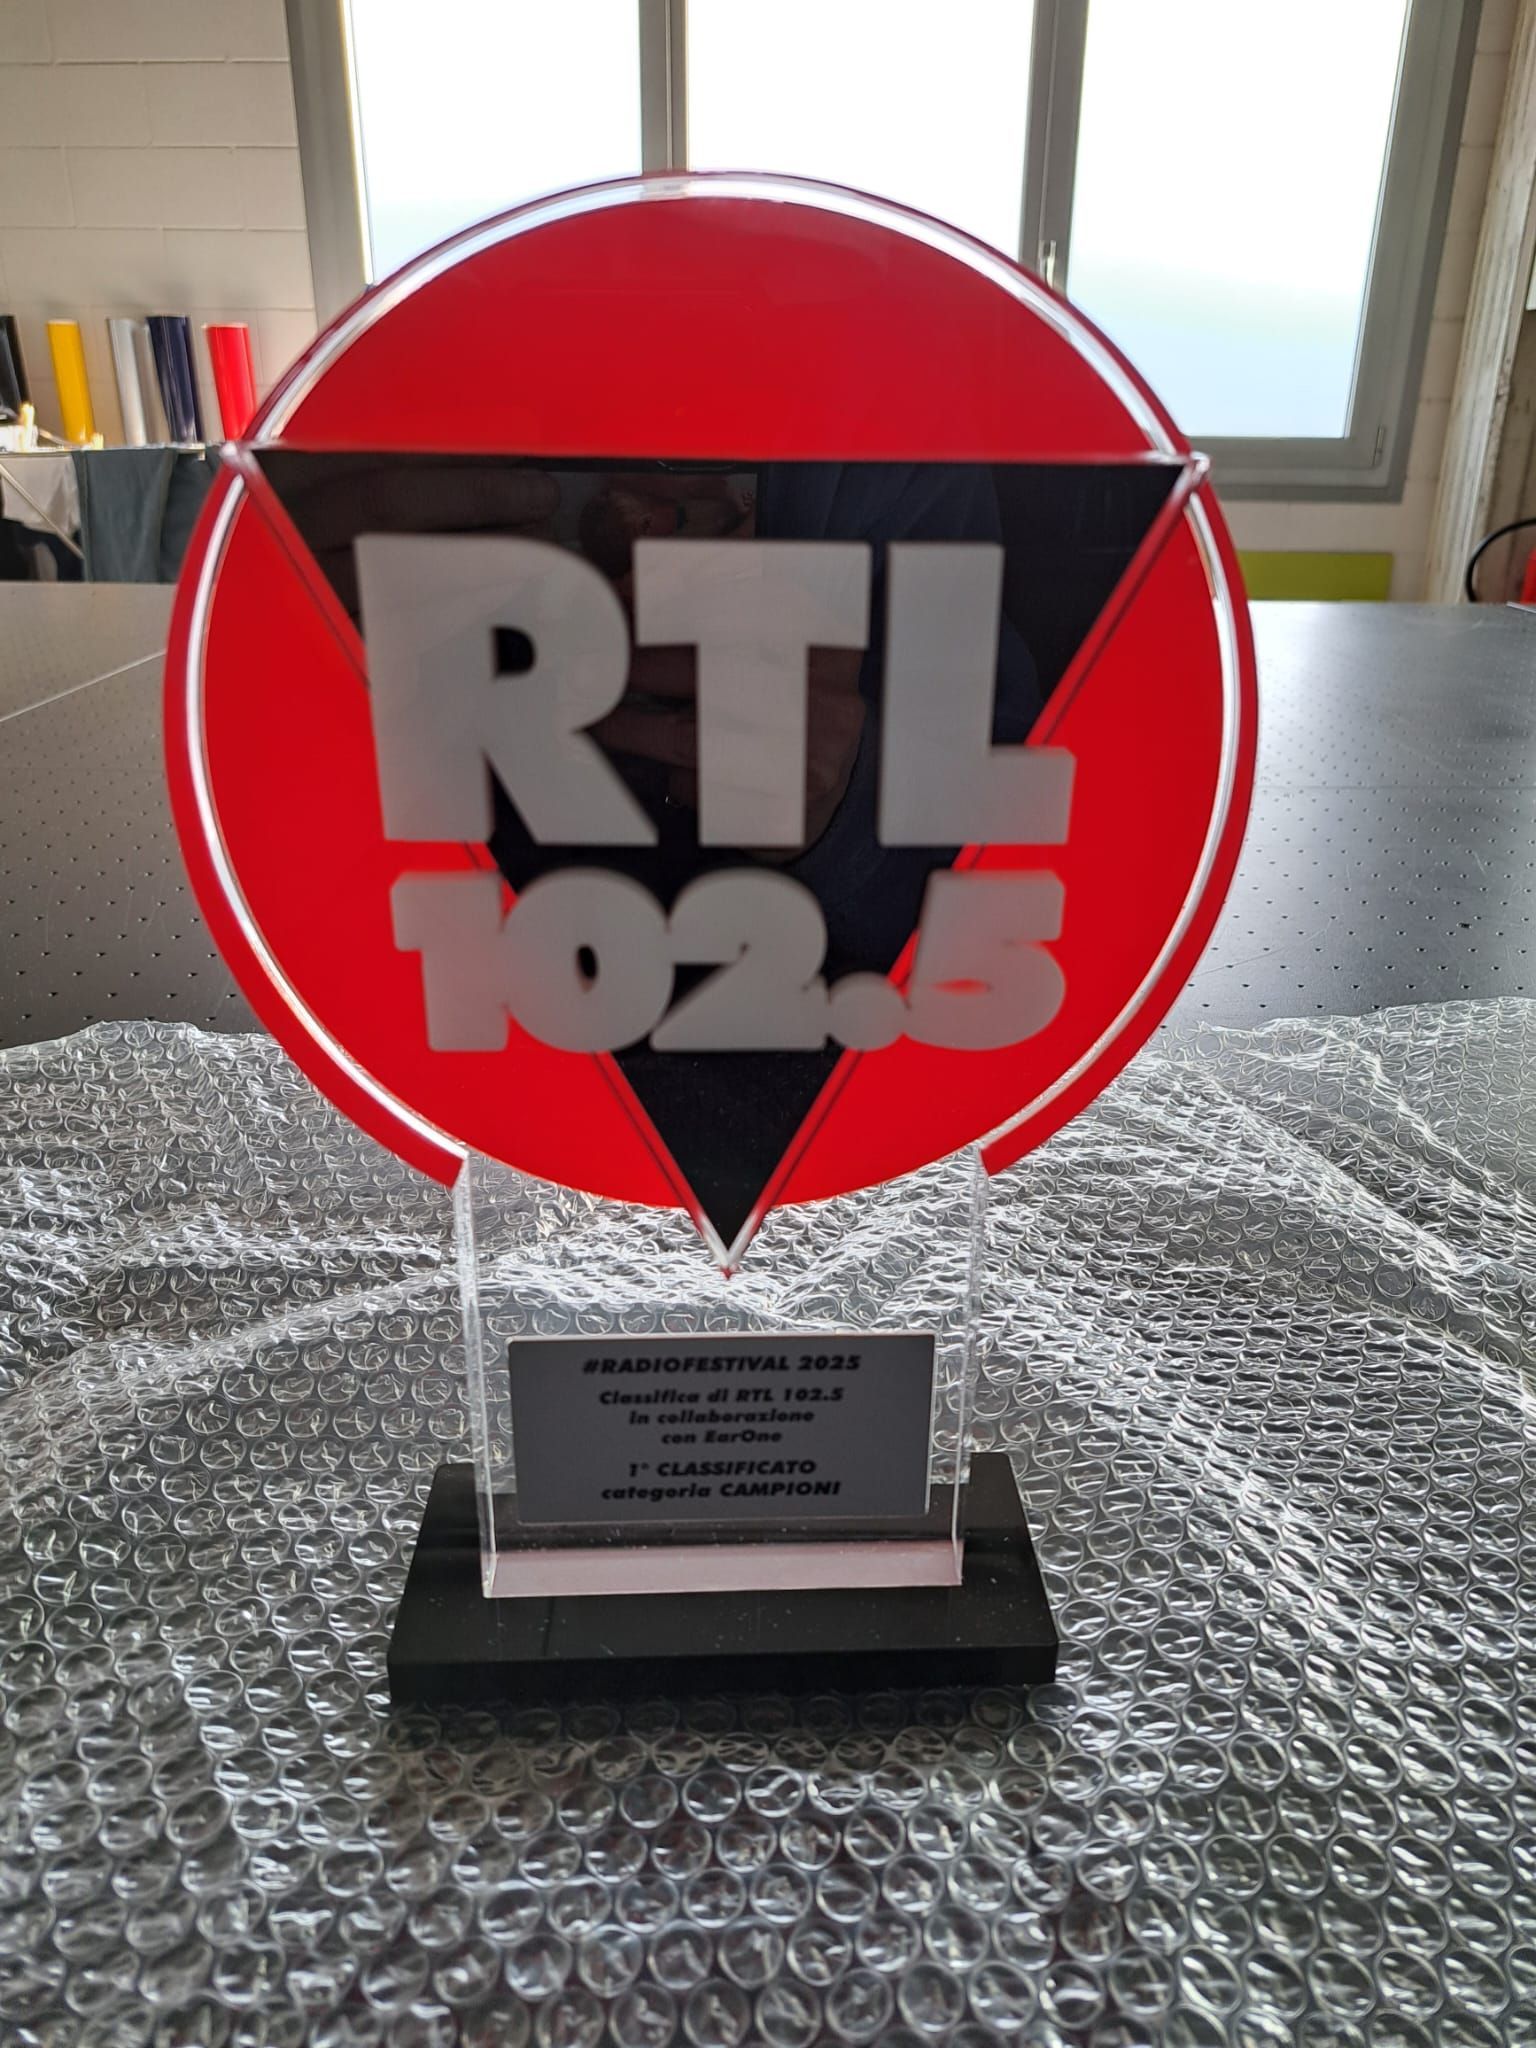 RTL
102.5
#RADIOFESTIVAL 2025
Classifica di RTL 102.5
in collaborazione
con EarOne
1° CLASSIFICATO
categoria CAMPIONI